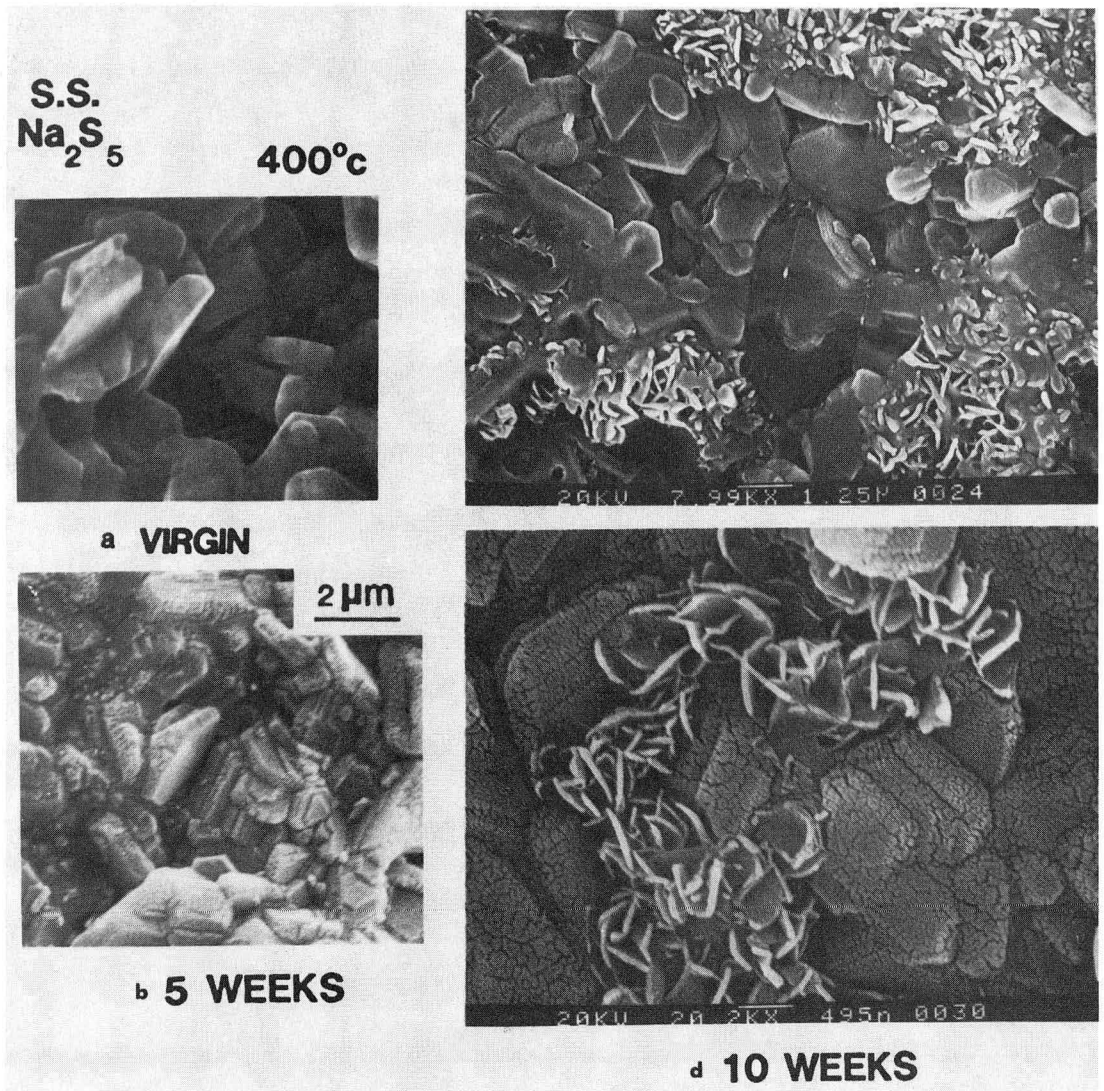 S.S.
Na₂S₅
400°c
20KV 7.99KX 1.25μ 0024
a VIRGIN
2 μm
b 5 WEEKS
20KV 20.2KX 495n 0030
d 10 WEEKS